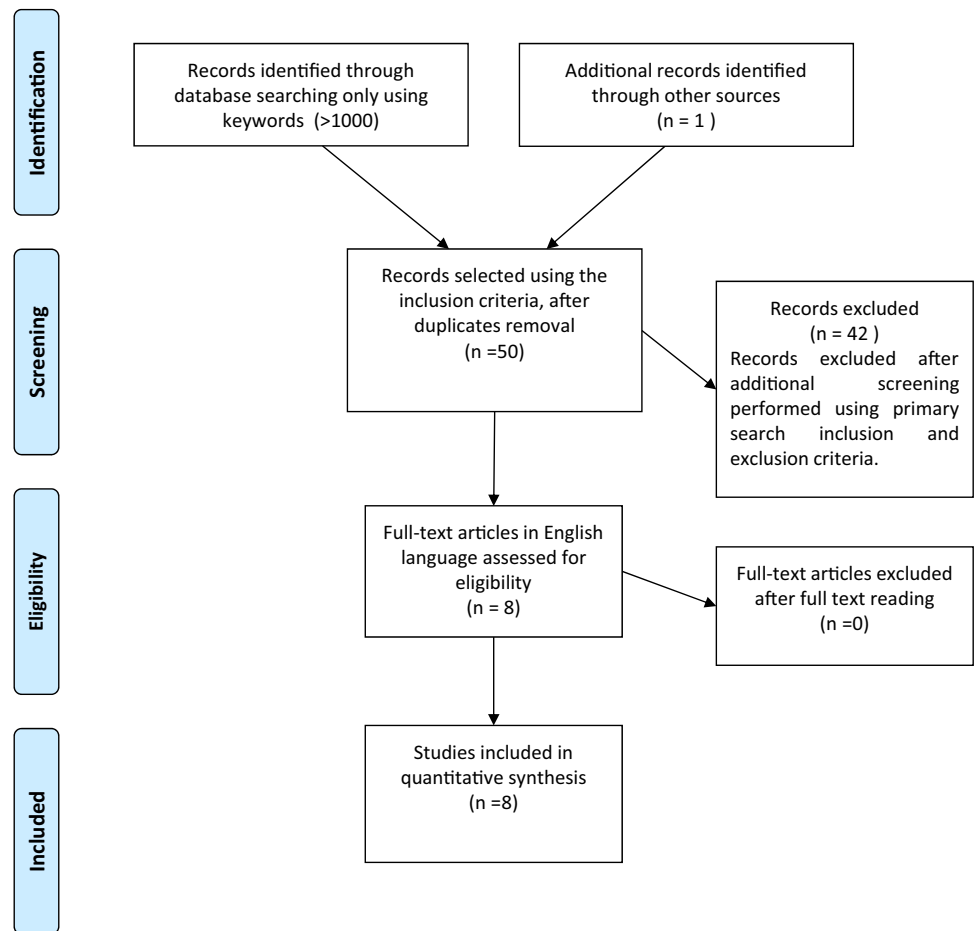 Identification
Records identified through
database searching only using
keywords (>1000)
Additional records identified
through other sources
(n = 1 )
Screening
Records selected using the
inclusion criteria, after
duplicates removal
(n =50)
Records excluded
(n = 42 )
Records excluded after
additional screening
performed using primary
search inclusion and
exclusion criteria.
Eligibility
Full-text articles in English
language assessed for
eligibility
(n = 8)
Full-text articles excluded
after full text reading
(n =0)
Included
Studies included in
quantitative synthesis
(n =8)